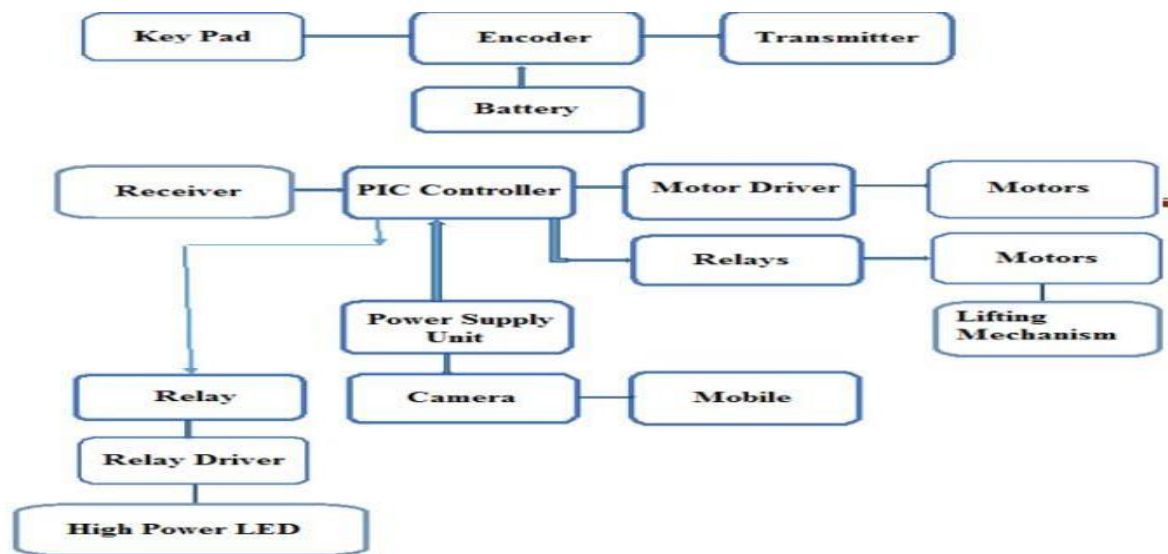 Key Pad
Encoder
Transmitter
Battery
Receiver
PIC Controller
Motor Driver
Motors
Relays
Motors
Power Supply
Unit
Lifting
Mechanism
Relay
Camera
Mobile
Relay Driver
High Power LED